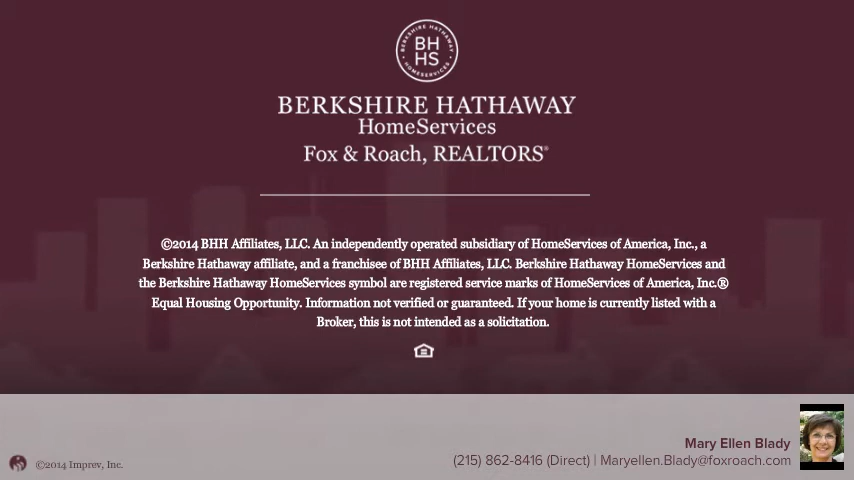 BERKSHIRE HATHAWAY HOMESERVICES
BH
HS
BERKSHIRE HATHAWAY
HomeServices
Fox & Roach, REALTORS®
©2014 BHH Affiliates, LLC. An independently operated subsidiary of HomeServices of America, Inc., a
Berkshire Hathaway affiliate, and a franchisee of BHH Affiliates, LLC. Berkshire Hathaway HomeServices and
the Berkshire Hathaway HomeServices symbol are registered service marks of HomeServices of America, Inc.®
Equal Housing Opportunity. Information not verified or guaranteed. If your home is currently listed with a
Broker, this is not intended as a solicitation.
Mary Ellen Blady
(215) 862-8416 (Direct) | Maryellen.Blady@foxroach.com
©2014 Imprev, Inc.